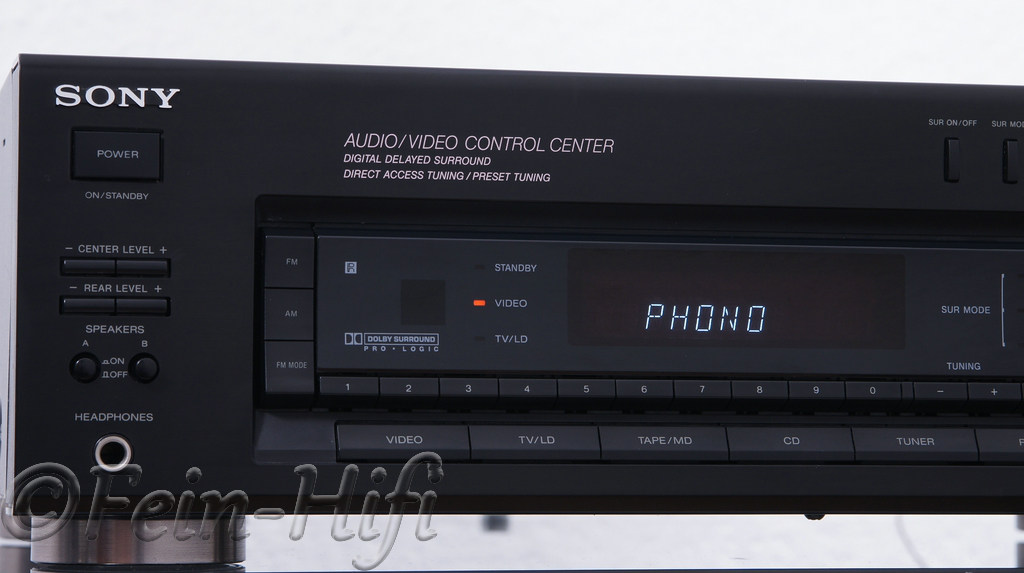 SONY
POWER
ON/STANDBY
AUDIO/VIDEO CONTROL CENTER
DIGITAL DELAYED SURROUND
DIRECT ACCESS TUNING / PRESET TUNING
SUR ON/OFF
SUR
− CENTER LEVEL +
− REAR LEVEL +
SPEAKERS
A B
ON
OFF
HEADPHONES
FM
AM
FM MODE
R
STANDBY
VIDEO
TV/LD
DOLBY SURROUND
PRO · LOGIC
PHONO
SUR MODE
TUNING
1 2 3 4 5 6 7 8 9 0 − +
VIDEO TV/LD TAPE/MD CD TUNER
©Fein-Hifi